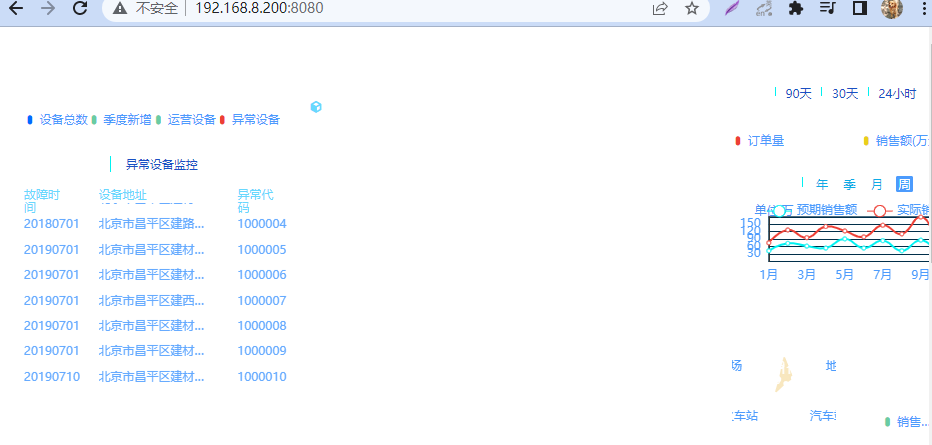 不安全 192.168.8.200:8080
90天 30天 24小时
设备总数 季度新增 运营设备 异常设备
订单量 销售额(万
异常设备监控
年 季 月 周
故障时间 设备地址 异常代码
20180701 北京市昌平区建路... 1000004
20190701 北京市昌平区建材... 1000005
20190701 北京市昌平区建材... 1000006
20190701 北京市昌平区建西... 1000007
20190701 北京市昌平区建材... 1000008
20190701 北京市昌平区建材... 1000009
20190710 北京市昌平区建材... 1000010
预期销售额 实际销
150
120
90
60
30
1月 3月 5月 7月 9月
场 地
车站 汽车站
销售...